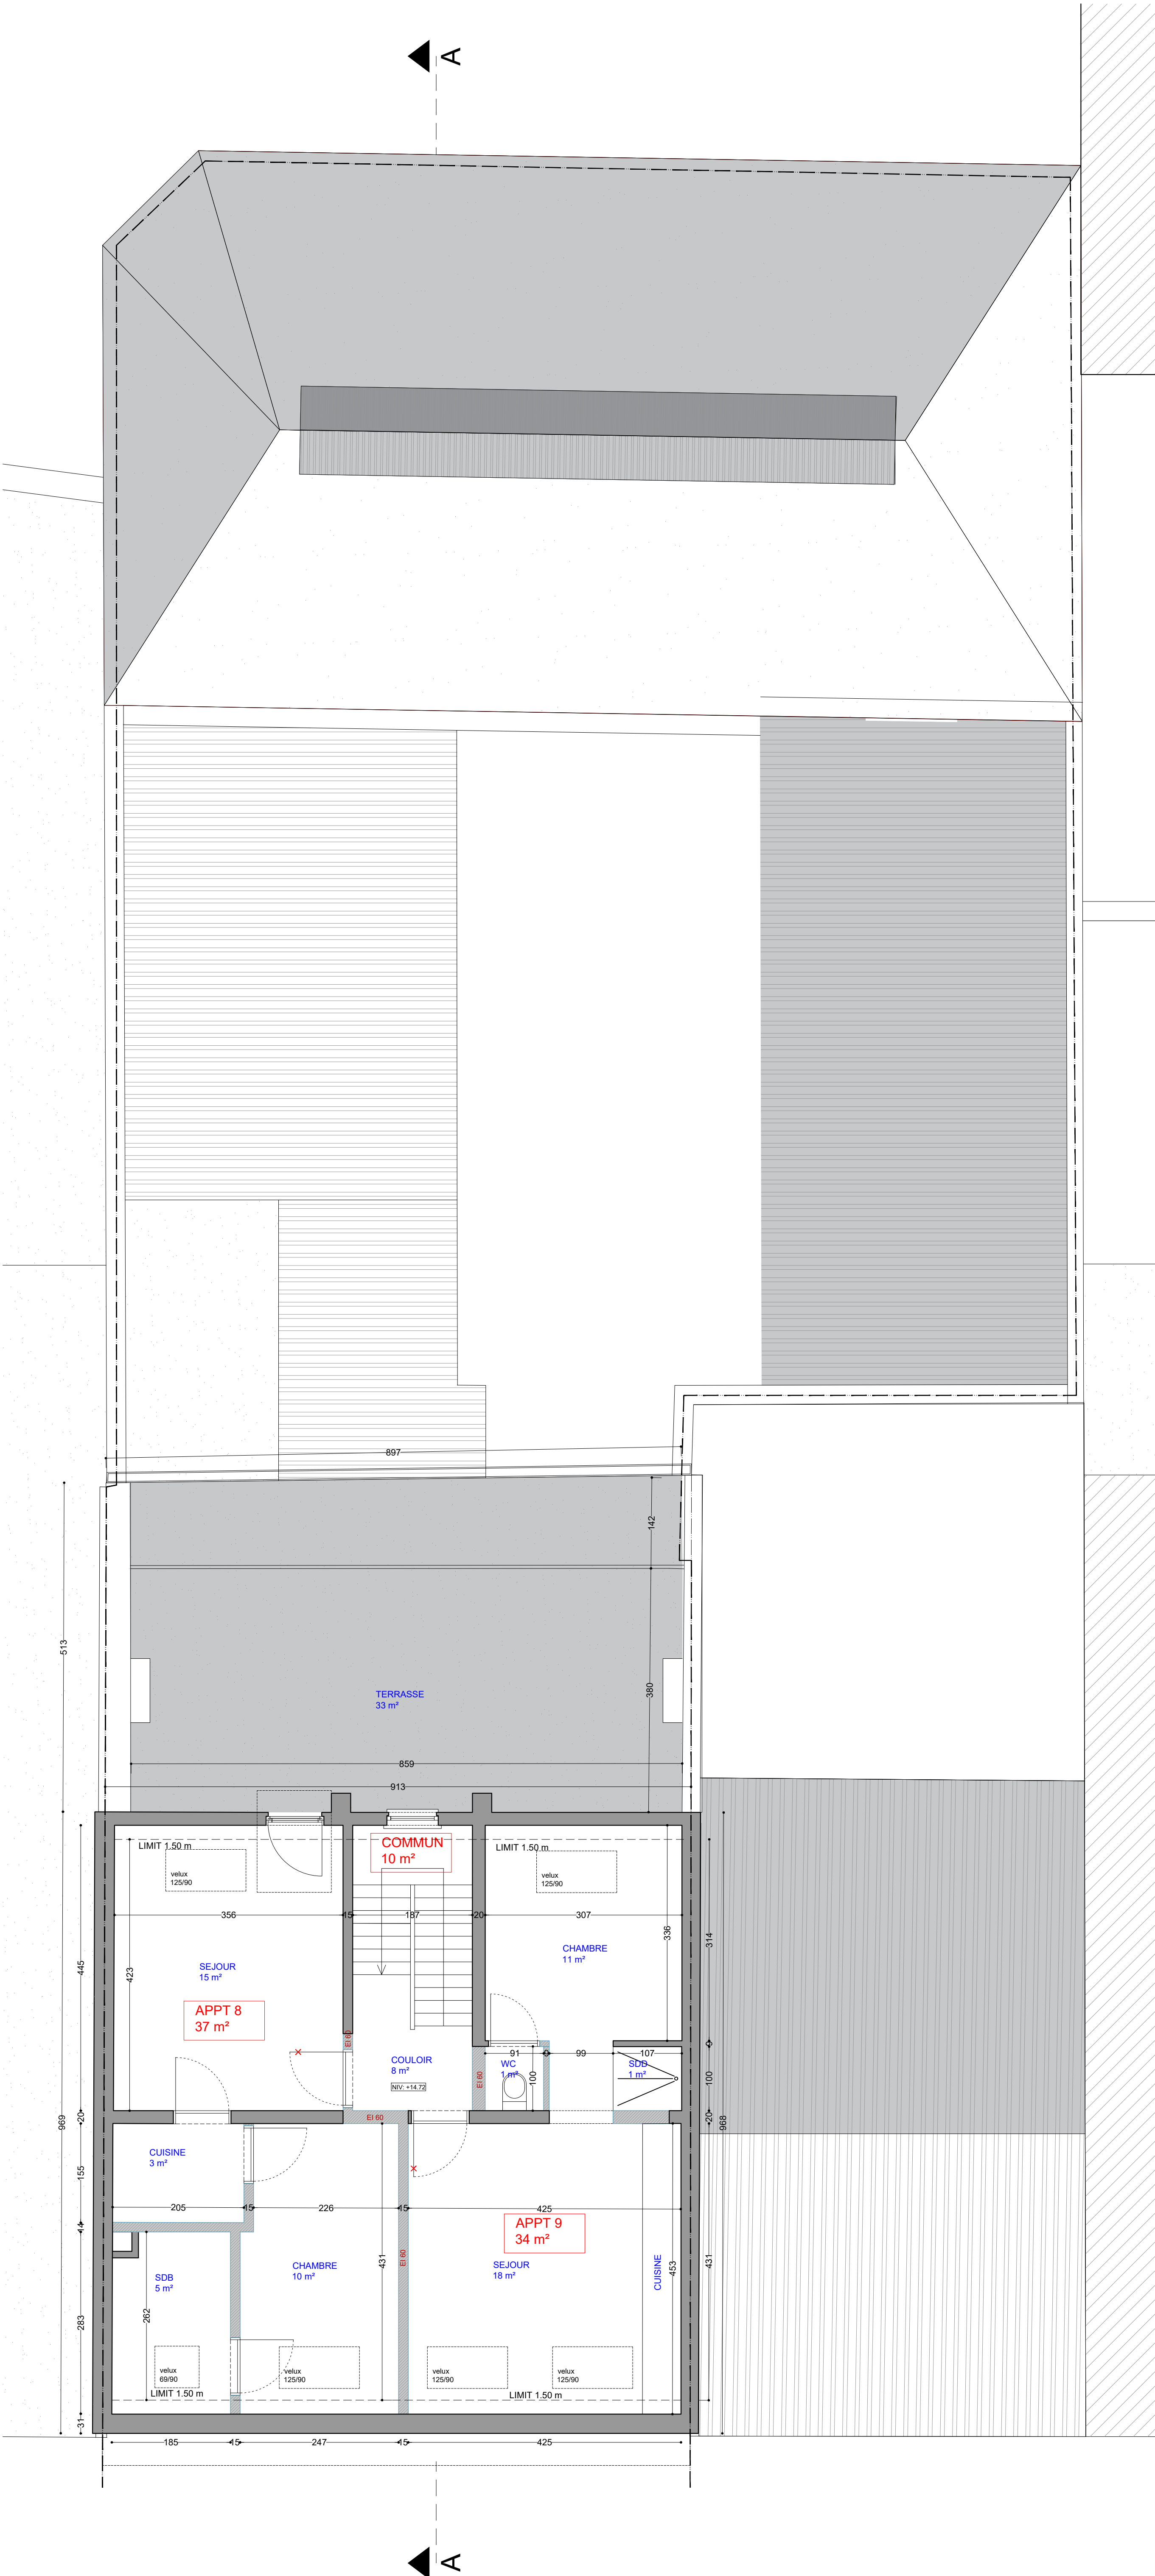 A
897
142
513
TERRASSE
33 m²
380
859
913
LIMIT 1.50 m
COMMUN
10 m²
LIMIT 1.50 m
velux
125/90
velux
125/90
356
15
187
20
307
336
314
445
423
SEJOUR
15 m²
CHAMBRE
11 m²
APPT 8
37 m²
EI 60
COULOIR
8 m²
NIV: +14.72
EI 60
91
99
107
WC
1 m²
100
SDD
1 m²
100
EI 60
20
20
969
968
CUISINE
3 m²
155
205
15
226
15
425
14
APPT 9
34 m²
SEJOUR
18 m²
CHAMBRE
10 m²
431
EI 60
CUISINE
453
431
SDB
5 m²
262
283
velux
69/90
velux
125/90
velux
125/90
velux
125/90
LIMIT 1.50 m
LIMIT 1.50 m
31
185
15
247
15
425
A